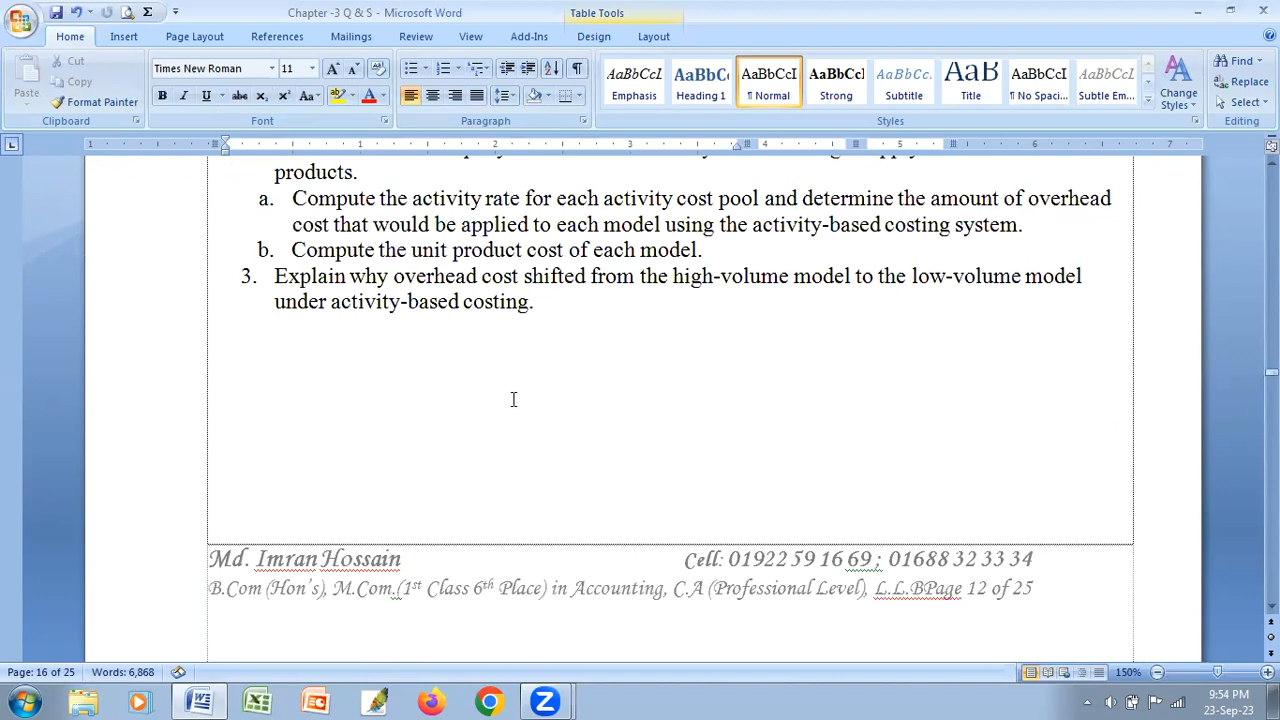 Chapter -3 Q & S - Microsoft Word
Table Tools
Home Insert Page Layout References Mailings Review View Add-Ins Design Layout
Cut
Copy
Format Painter
Paste
Clipboard
Times New Roman 11
Font
Paragraph
AaBbCcI AaBbC AaBbCcI AaBbCcI AaBbCc. AaB AaBbCcI AaBbCcI
Emphasis Heading 1 ¶ Normal Strong Subtitle Title ¶ No Spaci... Subtle Em...
Change Styles
Styles
Find
Replace
Select
Editing
products.
a. Compute the activity rate for each activity cost pool and determine the amount of overhead
cost that would be applied to each model using the activity-based costing system.
b. Compute the unit product cost of each model.
3. Explain why overhead cost shifted from the high-volume model to the low-volume model
under activity-based costing.
Md. Imran Hossain Cell: 01922 59 16 69 ; 01688 32 33 34
B.Com (Hon's), M.Com.(1st Class 6th Place) in Accounting, C.A (Professional Level), L.L.BPage 12 of 25
Page: 16 of 25 Words: 6,868 150%
9:54 PM
23-Sep-23